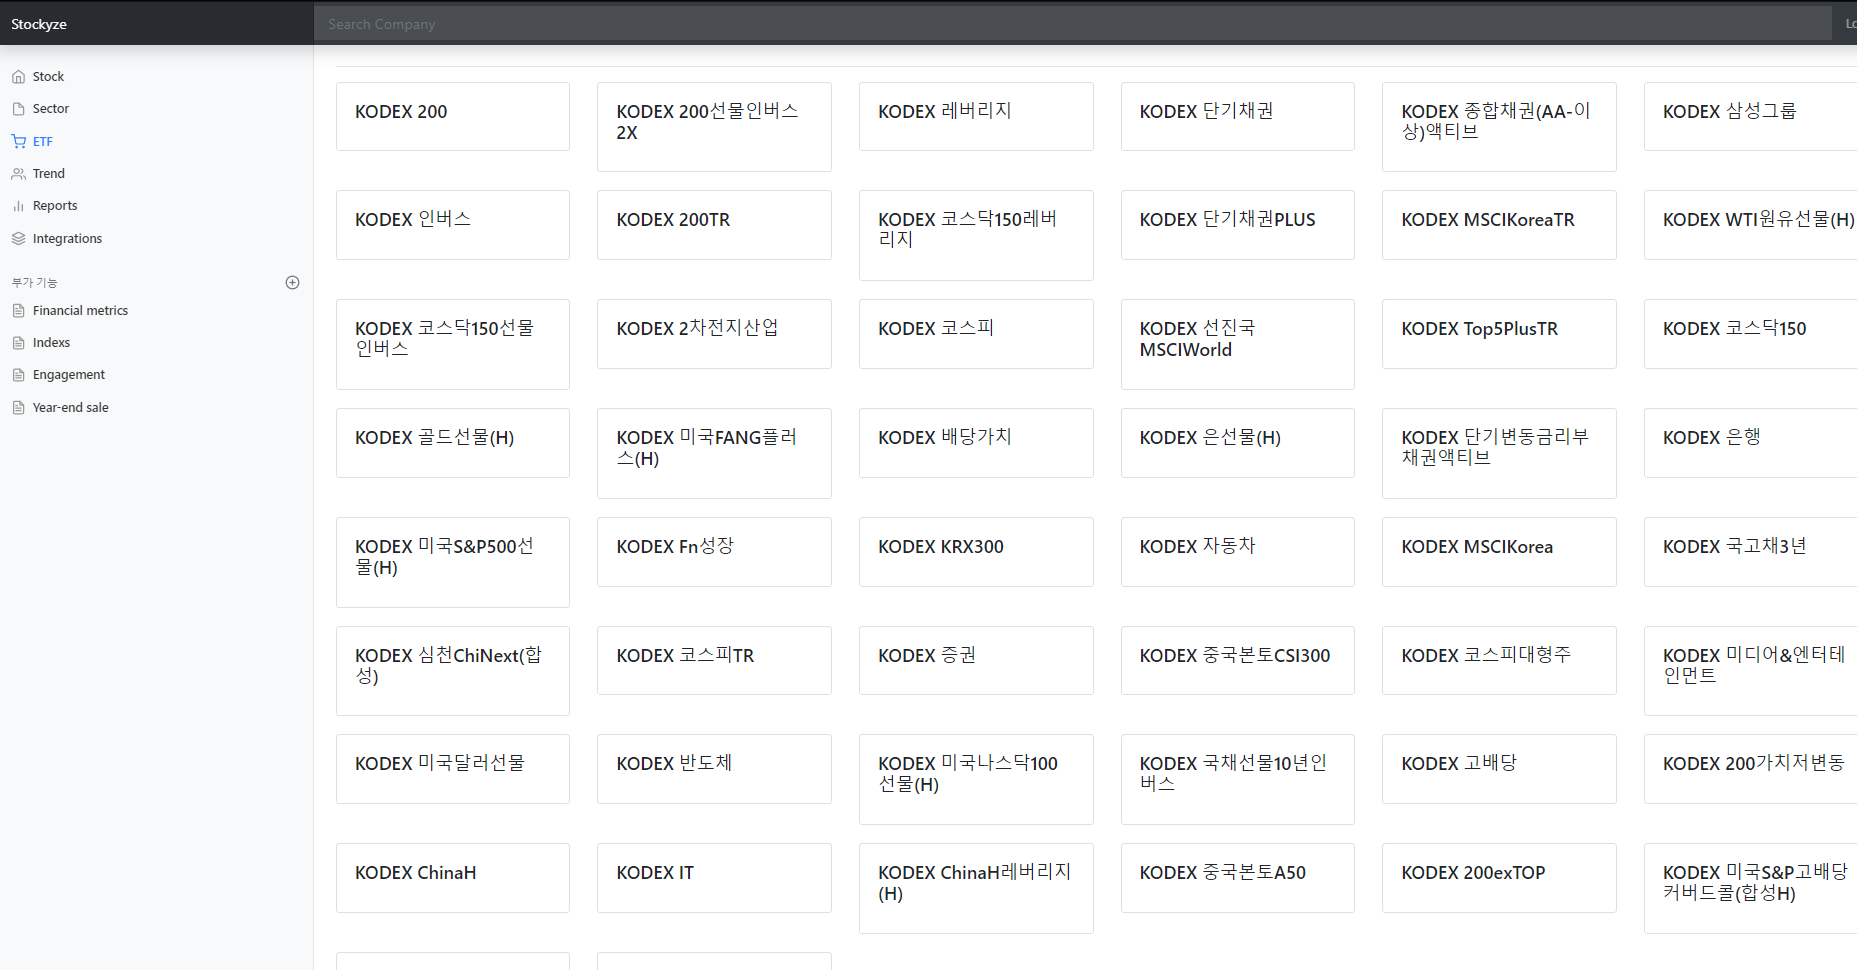 Stockyze
Search Company
Stock
Sector
ETF
Trend
Reports
Integrations
부가 기능
Financial metrics
Indexs
Engagement
Year-end sale
KODEX 200
KODEX 200선물인버스
2X
KODEX 레버리지
KODEX 단기채권
KODEX 종합채권(AA-이
상)액티브
KODEX 삼성그룹
KODEX 인버스
KODEX 200TR
KODEX 코스닥150레버
리지
KODEX 단기채권PLUS
KODEX MSCIKoreaTR
KODEX WTI원유선물(H)
KODEX 코스닥150선물
인버스
KODEX 2차전지산업
KODEX 코스피
KODEX 선진국
MSCIWorld
KODEX Top5PlusTR
KODEX 코스닥150
KODEX 골드선물(H)
KODEX 미국FANG플러
스(H)
KODEX 배당가치
KODEX 은선물(H)
KODEX 단기변동금리부
채권액티브
KODEX 은행
KODEX 미국S&P500선
물(H)
KODEX Fn성장
KODEX KRX300
KODEX 자동차
KODEX MSCIKorea
KODEX 국고채3년
KODEX 심천ChiNext(합
성)
KODEX 코스피TR
KODEX 증권
KODEX 중국본토CSI300
KODEX 코스피대형주
KODEX 미디어&엔터테
인먼트
KODEX 미국달러선물
KODEX 반도체
KODEX 미국나스닥100
선물(H)
KODEX 국채선물10년인
버스
KODEX 고배당
KODEX 200가치저변동
KODEX ChinaH
KODEX IT
KODEX ChinaH레버리지
(H)
KODEX 중국본토A50
KODEX 200exTOP
KODEX 미국S&P고배당
커버드콜(합성H)